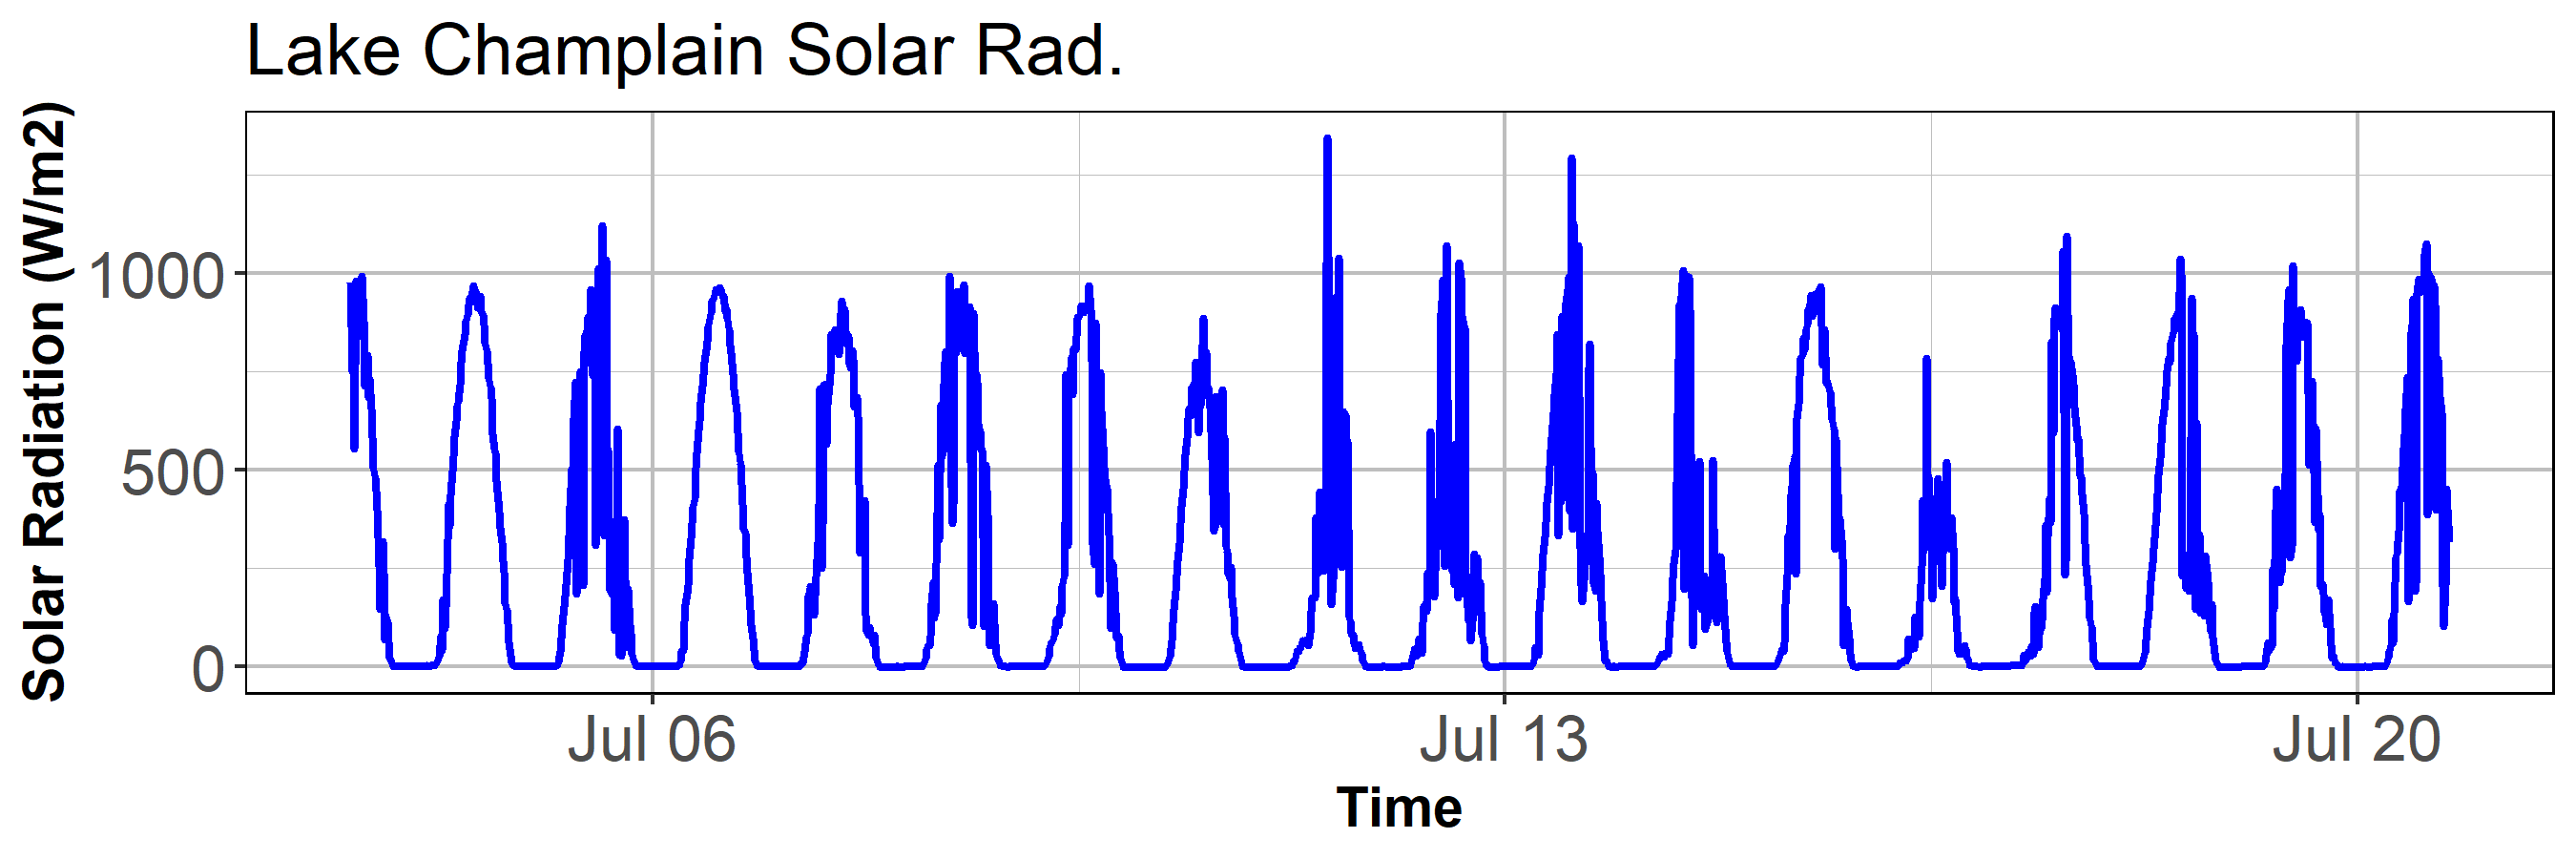 Lake Champlain Solar Rad.
Solar Radiation (W/m2)
1000
500
0
Jul 06
Jul 13
Jul 20
Time